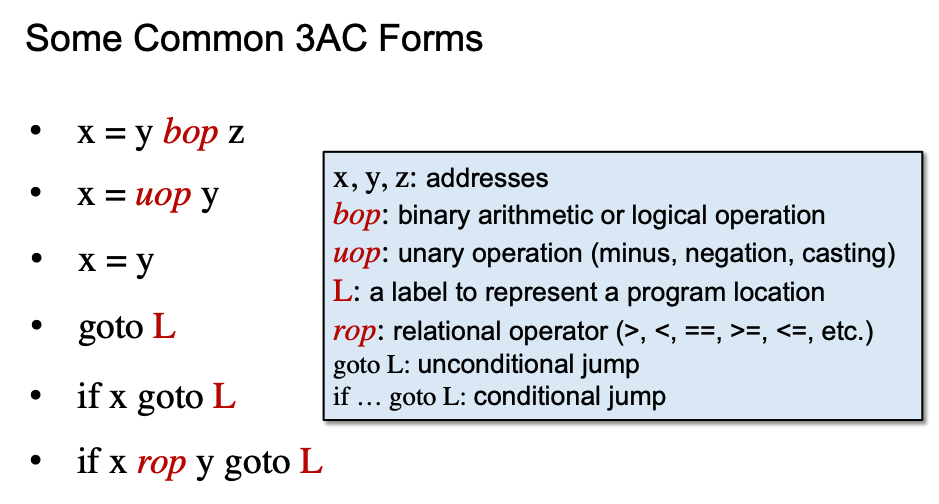 Some Common 3AC Forms
• x = y bop z
• x = uop y
• x = y
• goto L
• if x goto L
• if x rop y goto L
x, y, z: addresses
bop: binary arithmetic or logical operation
uop: unary operation (minus, negation, casting)
L: a label to represent a program location
rop: relational operator (>, <, ==, >=, <=, etc.)
goto L: unconditional jump
if … goto L: conditional jump